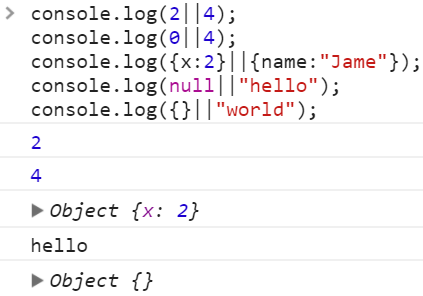 > console.log(2||4);
console.log(0||4);
console.log({x:2}||{name:"Jame"});
console.log(null||"hello");
console.log({}||"world");
2
4
▶Object {x: 2}
hello
▶Object {}